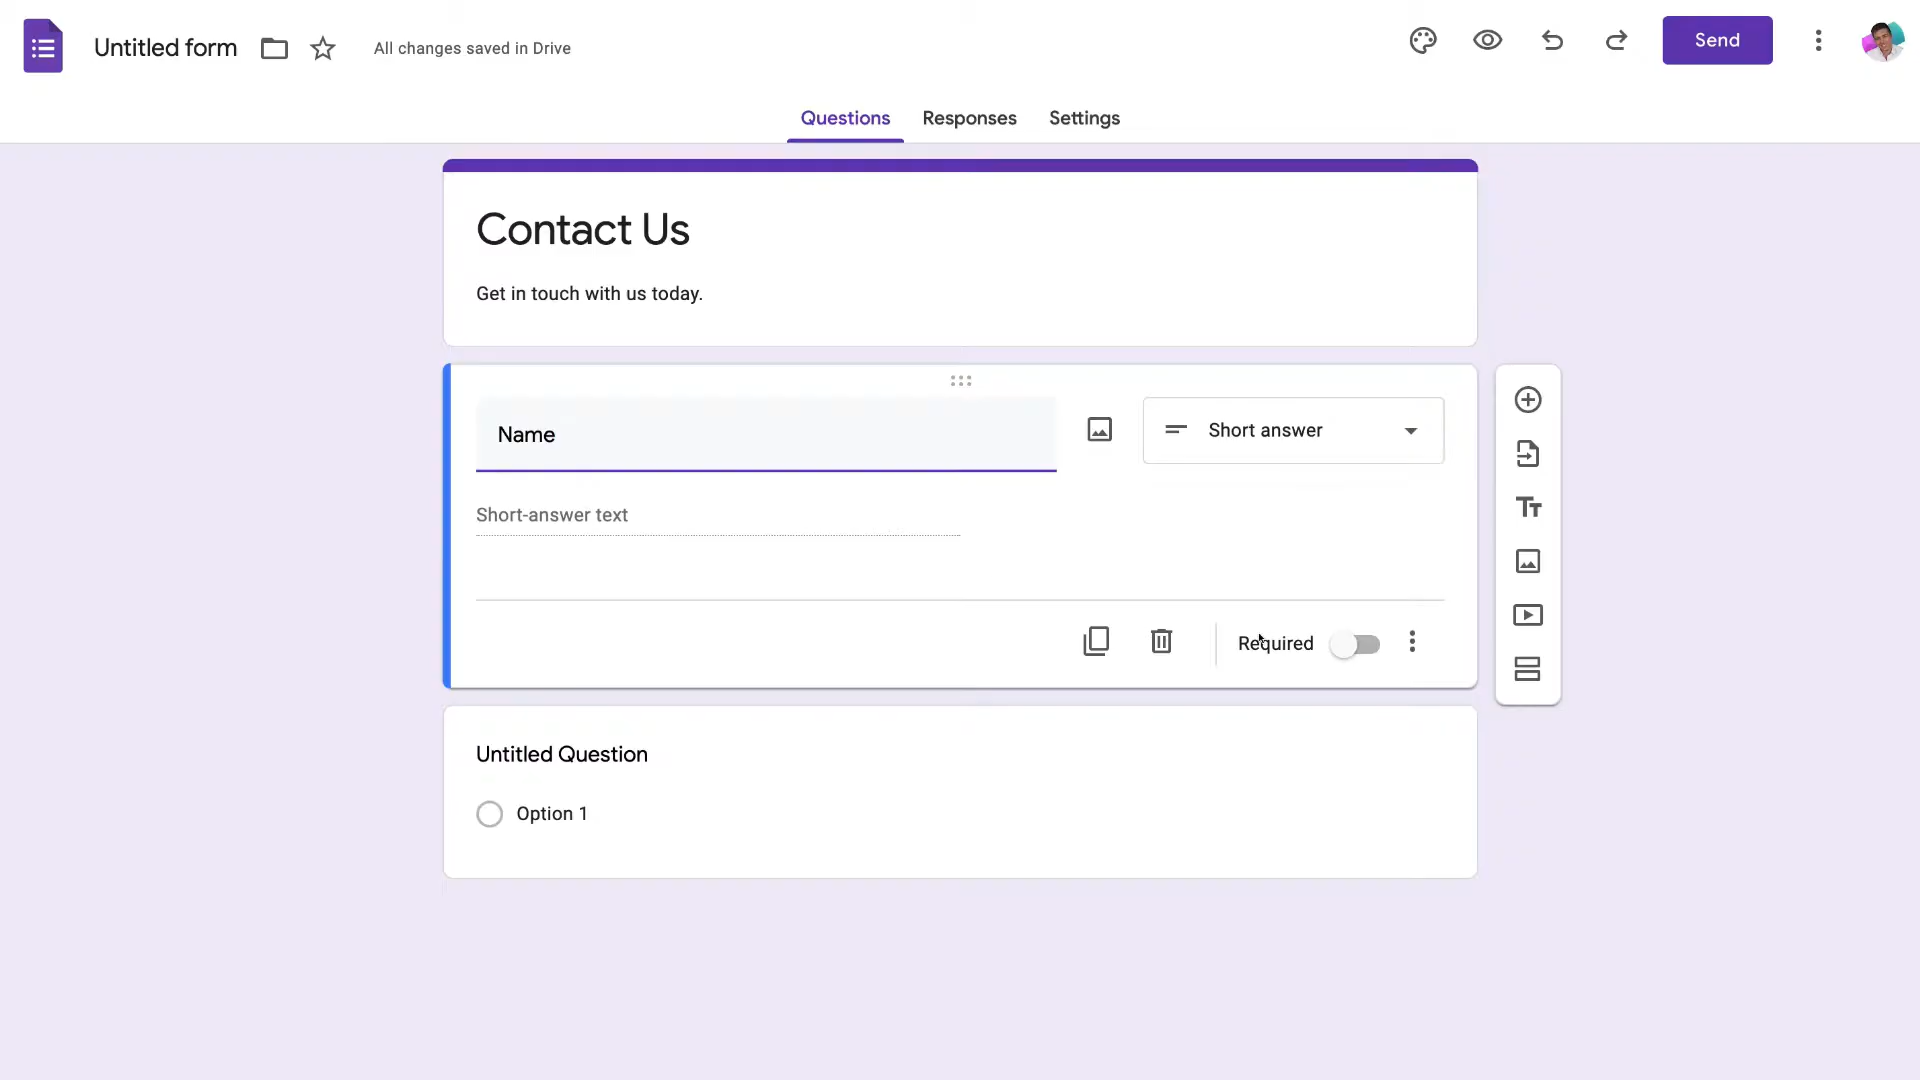 Untitled form
All changes saved in Drive
Send
Questions
Responses
Settings
Contact Us
Get in touch with us today.
Name
Short answer
Short-answer text
Required
Untitled Question
Option 1